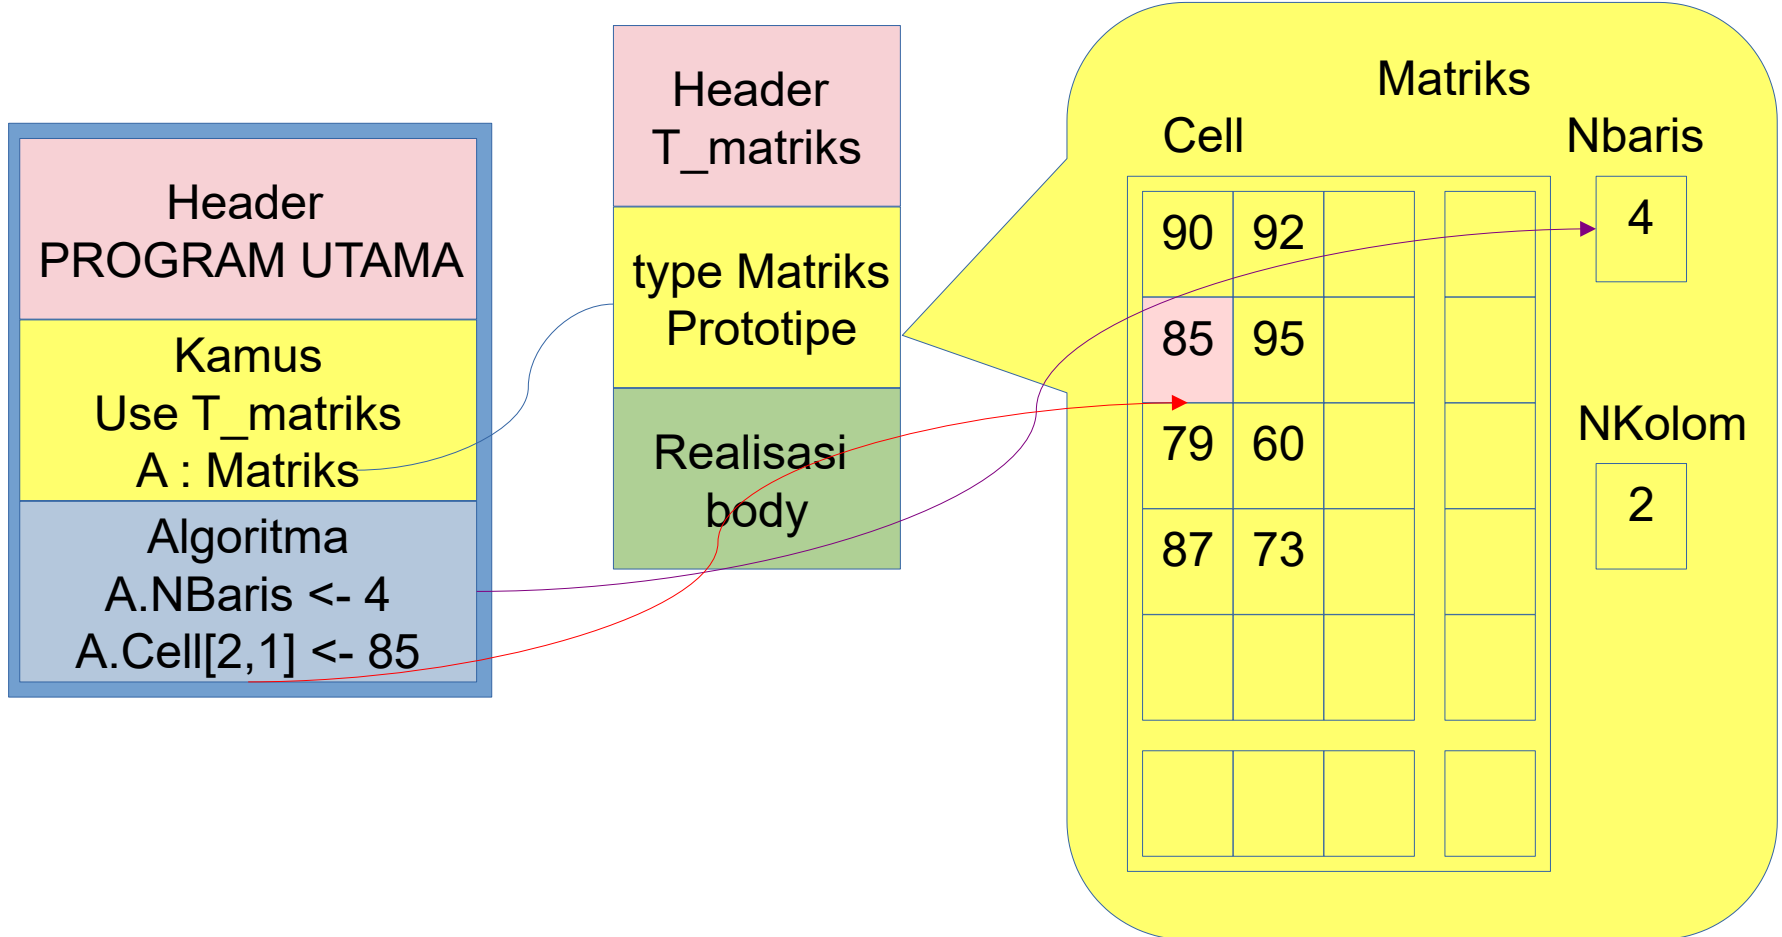 Header
PROGRAM UTAMA
Kamus
Use T_matriks
A : Matriks
Algoritma
A.NBaris <- 4
A.Cell[2,1] <- 85
Header
T_matriks
type Matriks
Prototipe
Realisasi
body
Matriks
Cell
Nbaris
90 92
4
85 95
79 60
NKolom
2
87 73